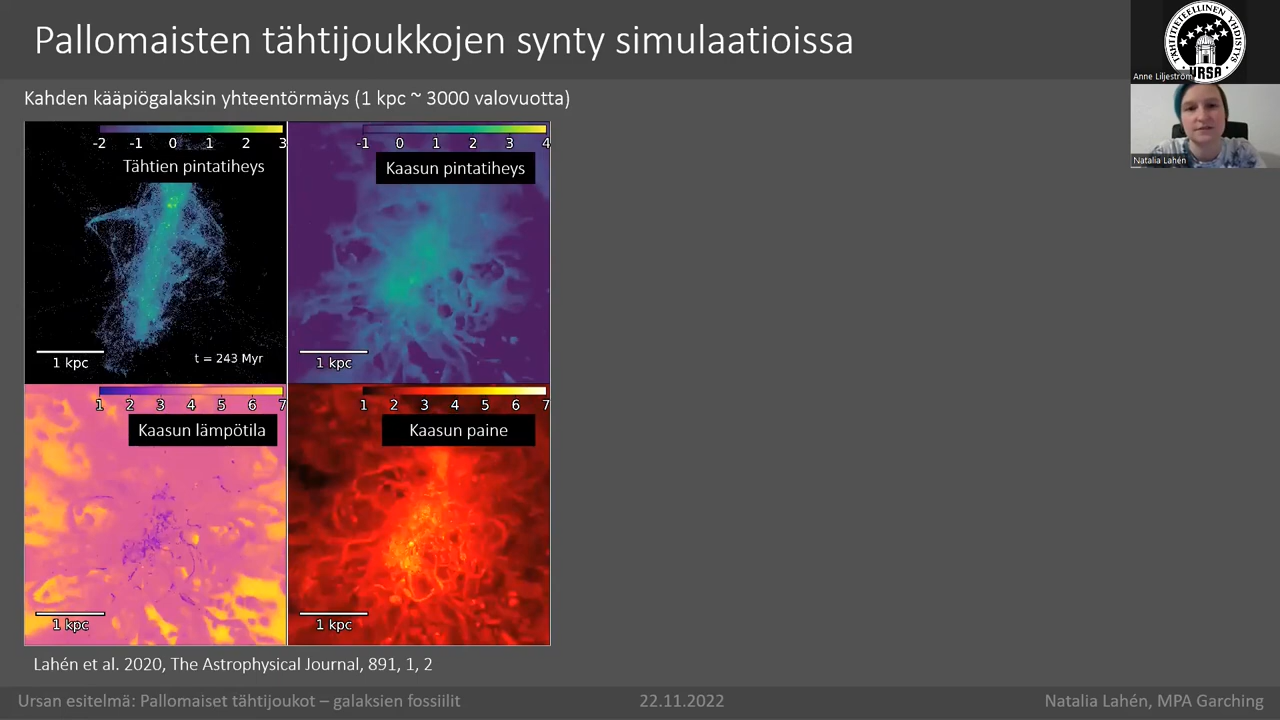 Pallomaisten tähtijoukkojen synty simulaatioissa
TÄHTITIETEELLINEN YHDISTYS
URSA
Anne Liljeström
Natalia Lahén
Kahden kääpiögalaksin yhteentörmäys (1 kpc ~ 3000 valovuotta)
-2 -1 0 1 2 3
Tähtien pintatiheys
1 kpc
t = 243 Myr
-1 0 1 2 3 4
Kaasun pintatiheys
1 kpc
1 2 3 4 5 6 7
Kaasun lämpötila
1 kpc
1 2 3 4 5 6 7
Kaasun paine
1 kpc
Lahén et al. 2020, The Astrophysical Journal, 891, 1, 2
Ursan esitelmä: Pallomaiset tähtijoukot – galaksien fossiilit
22.11.2022
Natalia Lahén, MPA Garching